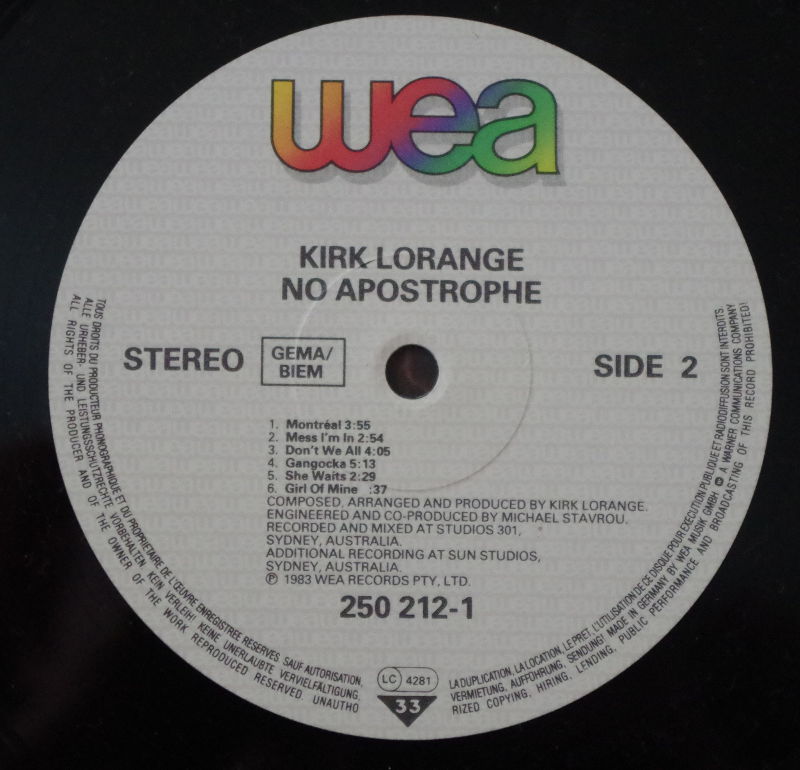 wea
KIRK LORANGE
NO APOSTROPHE
STEREO
GEMA/
BIEM
SIDE 2
1. Montréal 3:55
2. Mess I'm In 2:54
3. Don't We All 4:05
4. Gangocka 5:13
5. She Waits 2:29
6. Girl Of Mine :37
COMPOSED, ARRANGED AND PRODUCED BY KIRK LORANGE.
ENGINEERED AND CO-PRODUCED BY MICHAEL STAVROU.
RECORDED AND MIXED AT STUDIOS 301,
SYDNEY, AUSTRALIA.
ADDITIONAL RECORDING AT SUN STUDIOS,
SYDNEY, AUSTRALIA.
℗ 1983 WEA RECORDS PTY, LTD.
250 212-1
LC 4281
33
TOUS DROITS DU PRODUCTEUR PHONOGRAPHIQUE ET DU PROPRIETAIRE DE L'ŒUVRE ENREGISTREE RESERVES SAUF AUTORISATION,
LA DUPLICATION, LA LOCATION, LE PRET, L'UTILISATION DE CE DISQUE POUR EXECUTION PUBLIQUE ET RADIODIFFUSION SONT INTERDITS.
ALLE URHEBER- UND LEISTUNGSSCHUTZRECHTE VORBEHALTEN KEIN VERLEIH! KEINE UNERLAUBTE VERVIELFÄLTIGUNG,
VERMIETUNG, AUFFÜHRUNG, SENDUNG! MADE IN GERMANY BY WEA MUSIK GMBH A WARNER COMMUNICATIONS COMPANY
ALL RIGHTS OF THE PRODUCER AND OF THE OWNER OF THE WORK REPRODUCED RESERVED. UNAUTHO
RIZED COPYING, HIRING, LENDING, PUBLIC PERFORMANCE AND BROADCASTING OF THIS RECORD PROHIBITED!